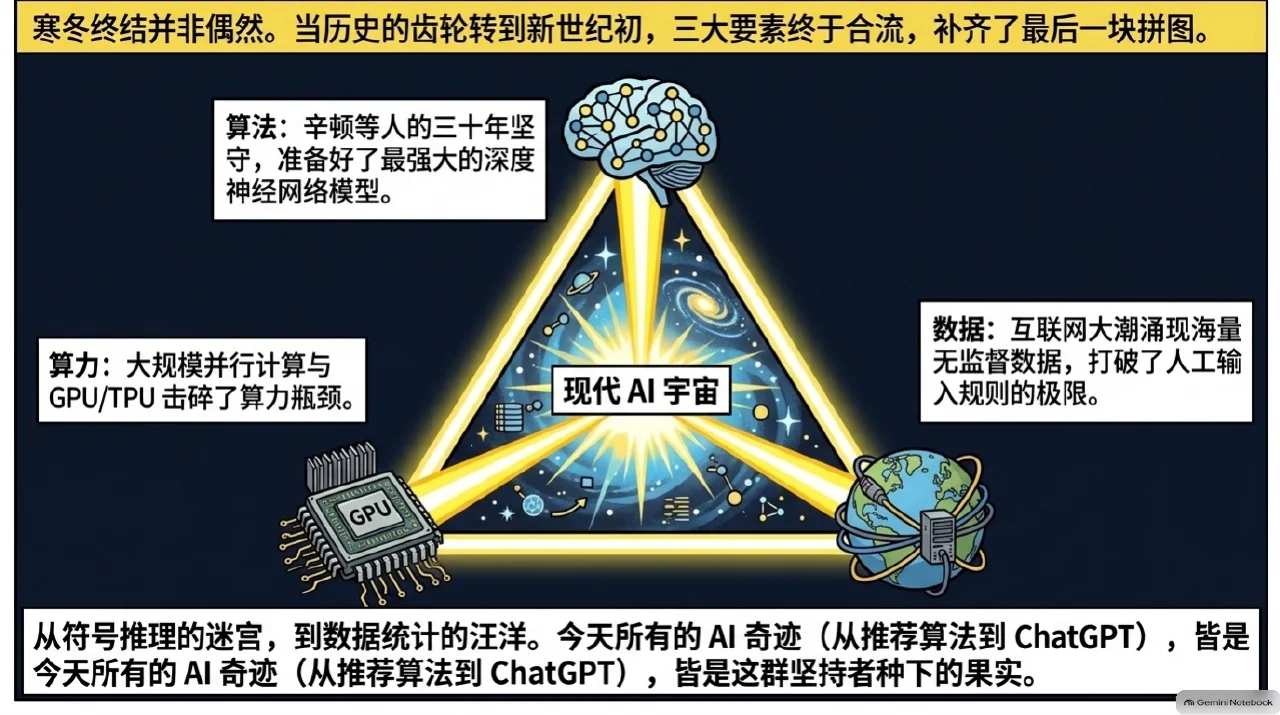 寒冬终结并非偶然。当历史的齿轮转到新世纪初，三大要素终于合流，补齐了最后一块拼图。
算法：辛顿等人的三十年坚
守，准备好了最强大的深度
神经网络模型。
数据：互联网大潮涌现海量
无监督数据，打破了人工输
入规则的极限。
算力：大规模并行计算与
GPU/TPU 击碎了算力瓶颈。
现代 AI 宇宙
GPU
从符号推理的迷宫，到数据统计的汪洋。今天所有的 AI 奇迹（从推荐算法到 ChatGPT），皆是
今天所有的 AI 奇迹（从推荐算法到 ChatGPT），皆是这群坚持者种下的果实。
Gemini Notebook